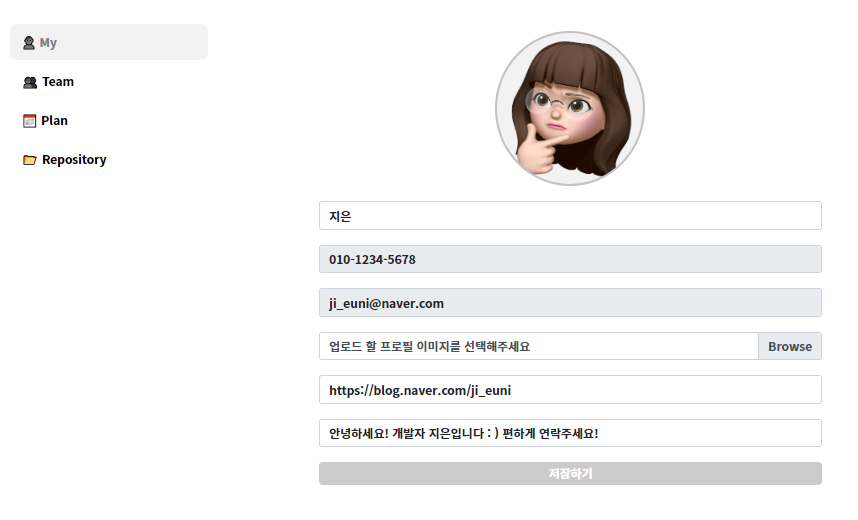 My
Team
Plan
Repository
지은
010-1234-5678
ji_euni@naver.com
업로드 할 프로필 이미지를 선택해주세요 Browse
https://blog.naver.com/ji_euni
안녕하세요! 개발자 지은입니다 : ) 편하게 연락주세요!
저장하기